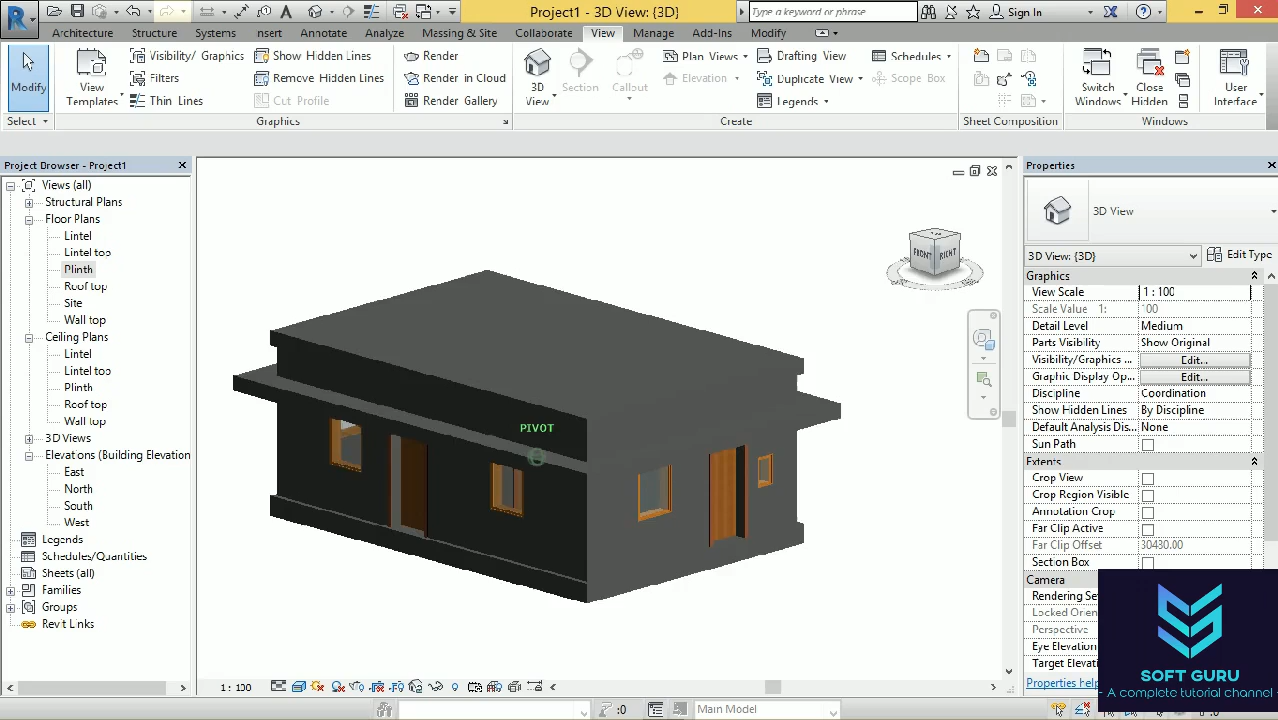 Project1 - 3D View: {3D}
Type a keyword or phrase
Sign In
Architecture
Structure
Systems
Insert
Annotate
Analyze
Massing & Site
Collaborate
View
Manage
Add-Ins
Modify
Modify
View Templates
Visibility/ Graphics
Filters
Thin Lines
Show Hidden Lines
Remove Hidden Lines
Cut Profile
Render
Render in Cloud
Render Gallery
3D View
Section
Callout
Plan Views
Elevation
Drafting View
Duplicate View
Legends
Schedules
Scope Box
Switch Windows
Close Hidden
User Interface
Select
Graphics
Create
Sheet Composition
Windows
Project Browser - Project1
Views (all)
Structural Plans
Floor Plans
Lintel
Lintel top
Plinth
Roof top
Site
Wall top
Ceiling Plans
Lintel
Lintel top
Plinth
Roof top
Wall top
3D Views
Elevations (Building Elevation
East
North
South
West
Legends
Schedules/Quantities
Sheets (all)
Families
Groups
Revit Links
PIVOT
FRONT
RIGHT
Properties
3D View
3D View: {3D}
Edit Type
Graphics
View Scale 1 : 100
Scale Value 1: 100
Detail Level Medium
Parts Visibility Show Original
Visibility/Graphics ... Edit...
Graphic Display Op... Edit...
Discipline Coordination
Show Hidden Lines By Discipline
Default Analysis Dis... None
Sun Path
Extents
Crop View
Crop Region Visible
Annotation Crop
Far Clip Active
Far Clip Offset 30430.00
Section Box
Camera
Rendering Se
Locked Orien
Perspective
Eye Elevation
Target Elevat
Properties help
1 : 100
:0
Main Model
SOFT GURU
- A complete tutorial channel -